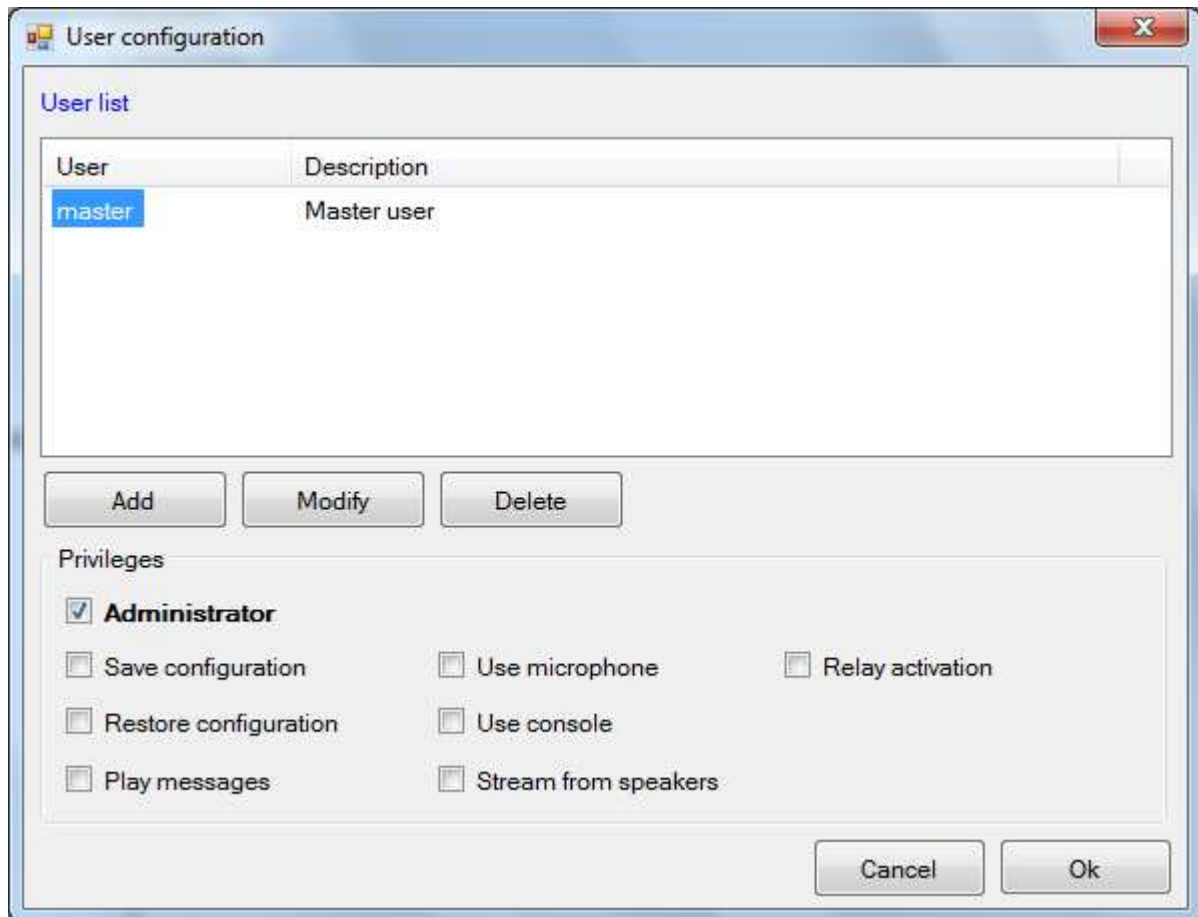 User configuration
User list
User Description
master Master user
Add Modify Delete
Privileges
Administrator
Save configuration Use microphone Relay activation
Restore configuration Use console
Play messages Stream from speakers
Cancel Ok